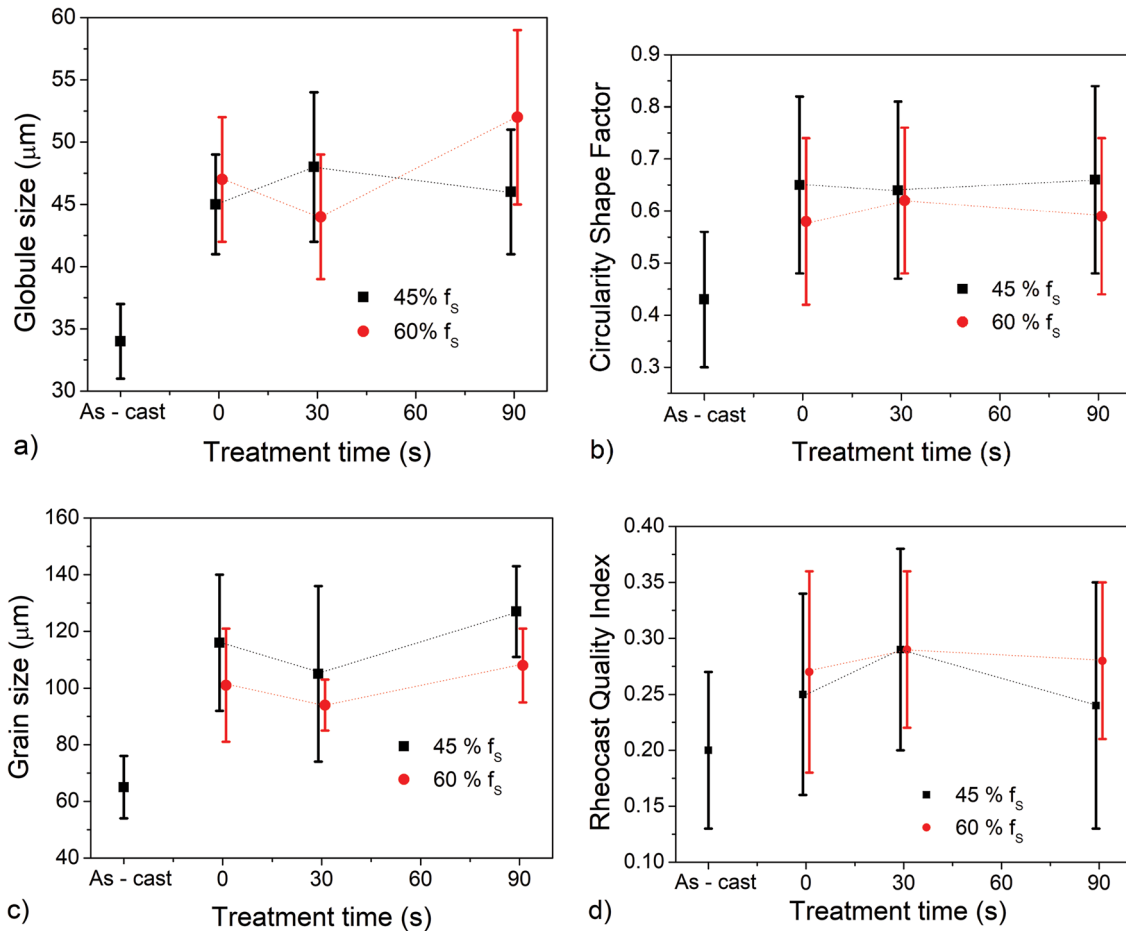 60
55
50
45
40
35
30
Globule size (μm)
45% fS
60% fS
As - cast 0 30 60 90
Treatment time (s)
a)
0.9
0.8
0.7
0.6
0.5
0.4
0.3
Circularity Shape Factor
45 % fS
60 % fS
As - cast 0 30 60 90
Treatment time (s)
b)
160
140
120
100
80
60
40
Grain size (μm)
45 % fS
60 % fS
As - cast 0 30 60 90
Treatment time (s)
c)
0.40
0.35
0.30
0.25
0.20
0.15
0.10
Rheocast Quality Index
45 % fS
60 % fS
As - cast 0 30 60 90
Treatment time (s)
d)